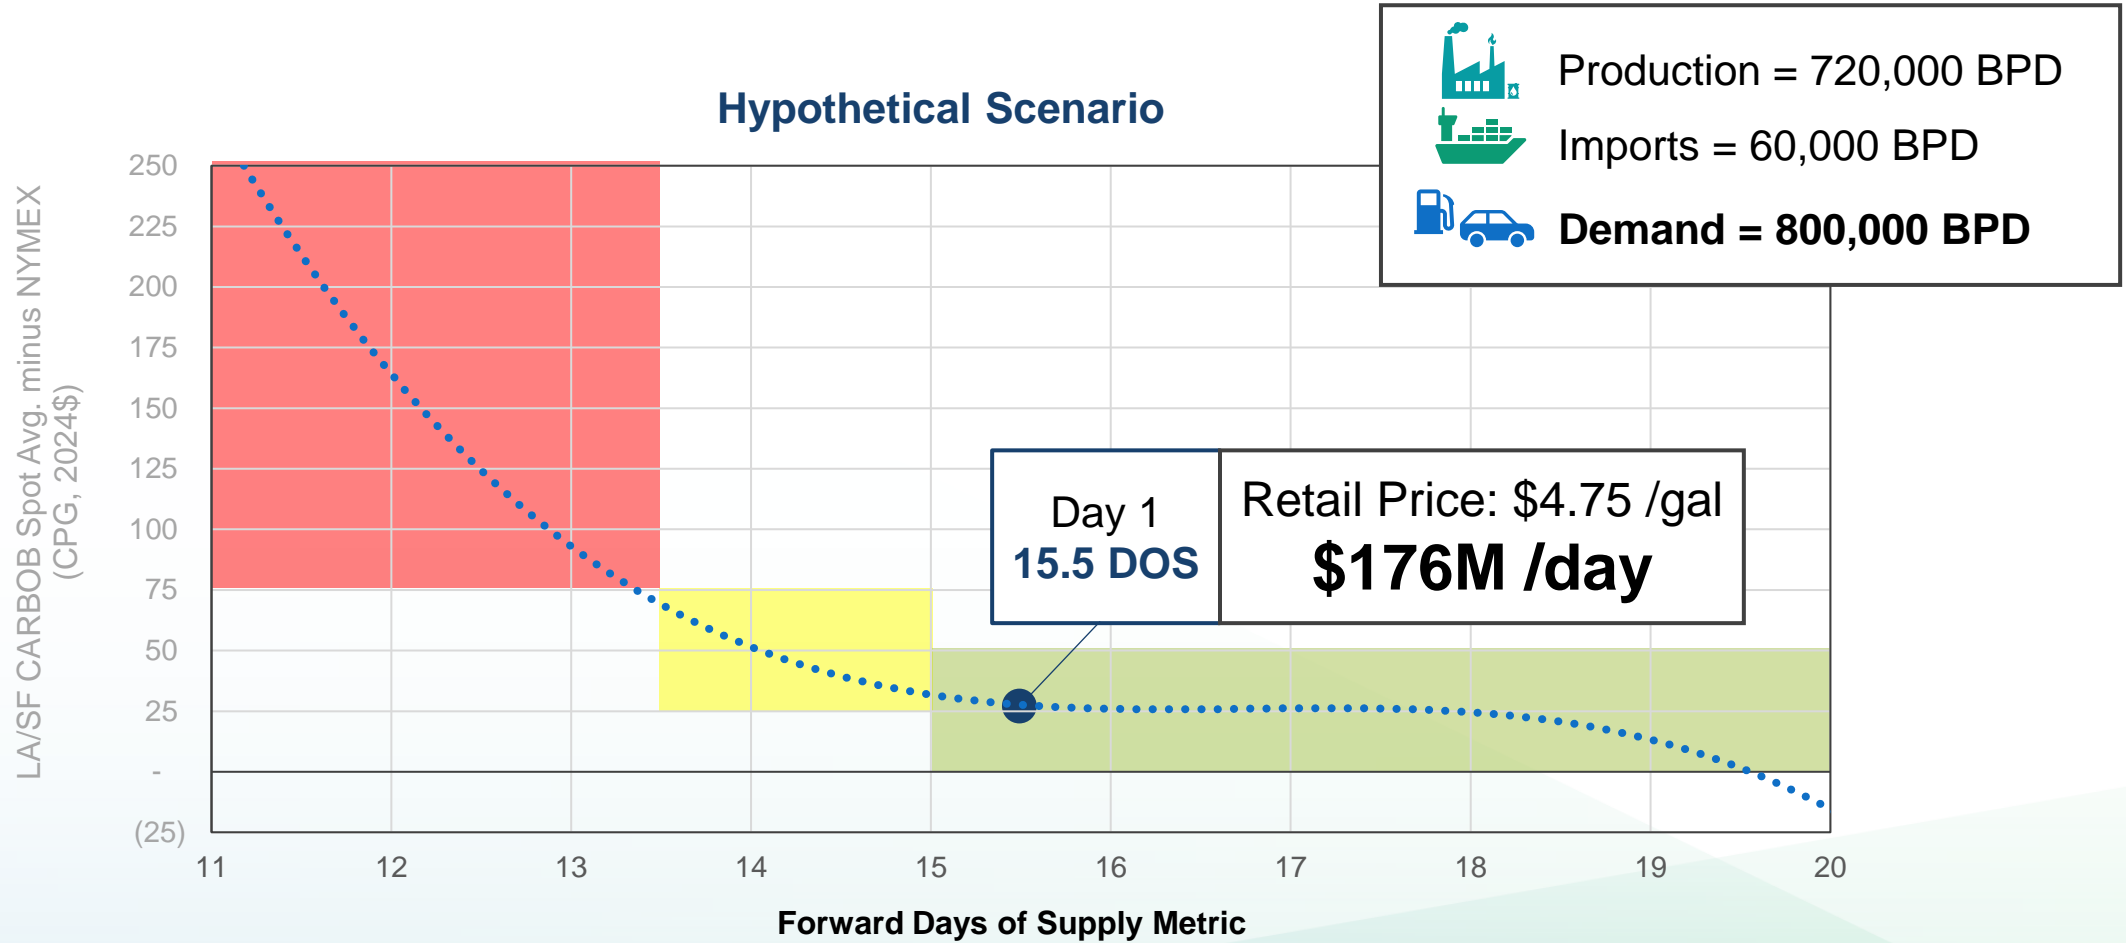 Production = 720,000 BPD
Imports = 60,000 BPD
Demand = 800,000 BPD
Hypothetical Scenario
LA/SF CARBOB Spot Avg. minus NYMEX
(CPG, 2024$)
250
225
200
175
150
125
100
75
50
25
-
(25)
Day 1
15.5 DOS
Retail Price: $4.75 /gal
$176M /day
11
12
13
14
15
16
17
18
19
20
Forward Days of Supply Metric